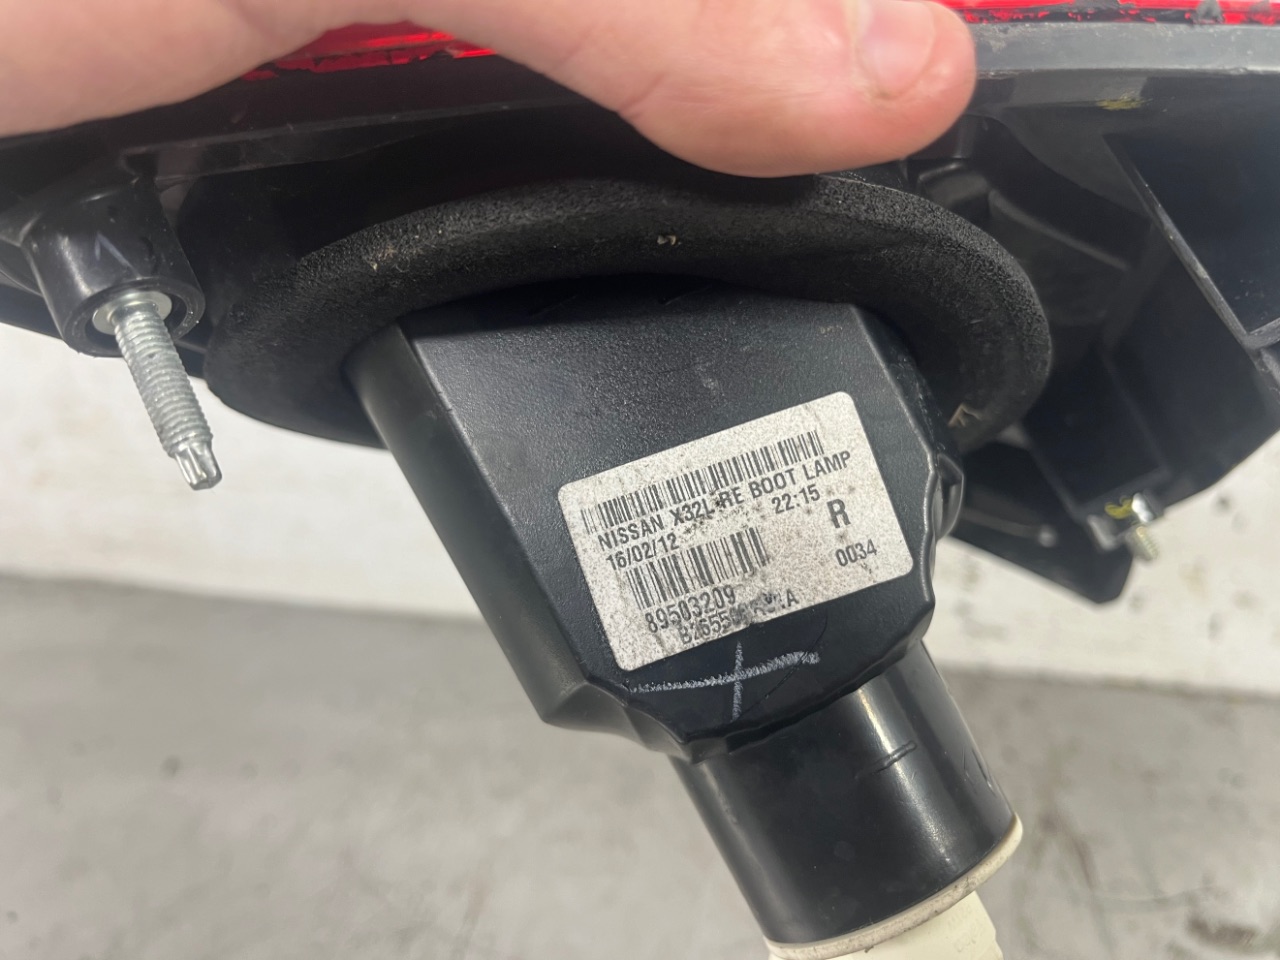 NISSAN X32L RE BOOT LAMP
16/02/12 22:15
R
89503209
0034